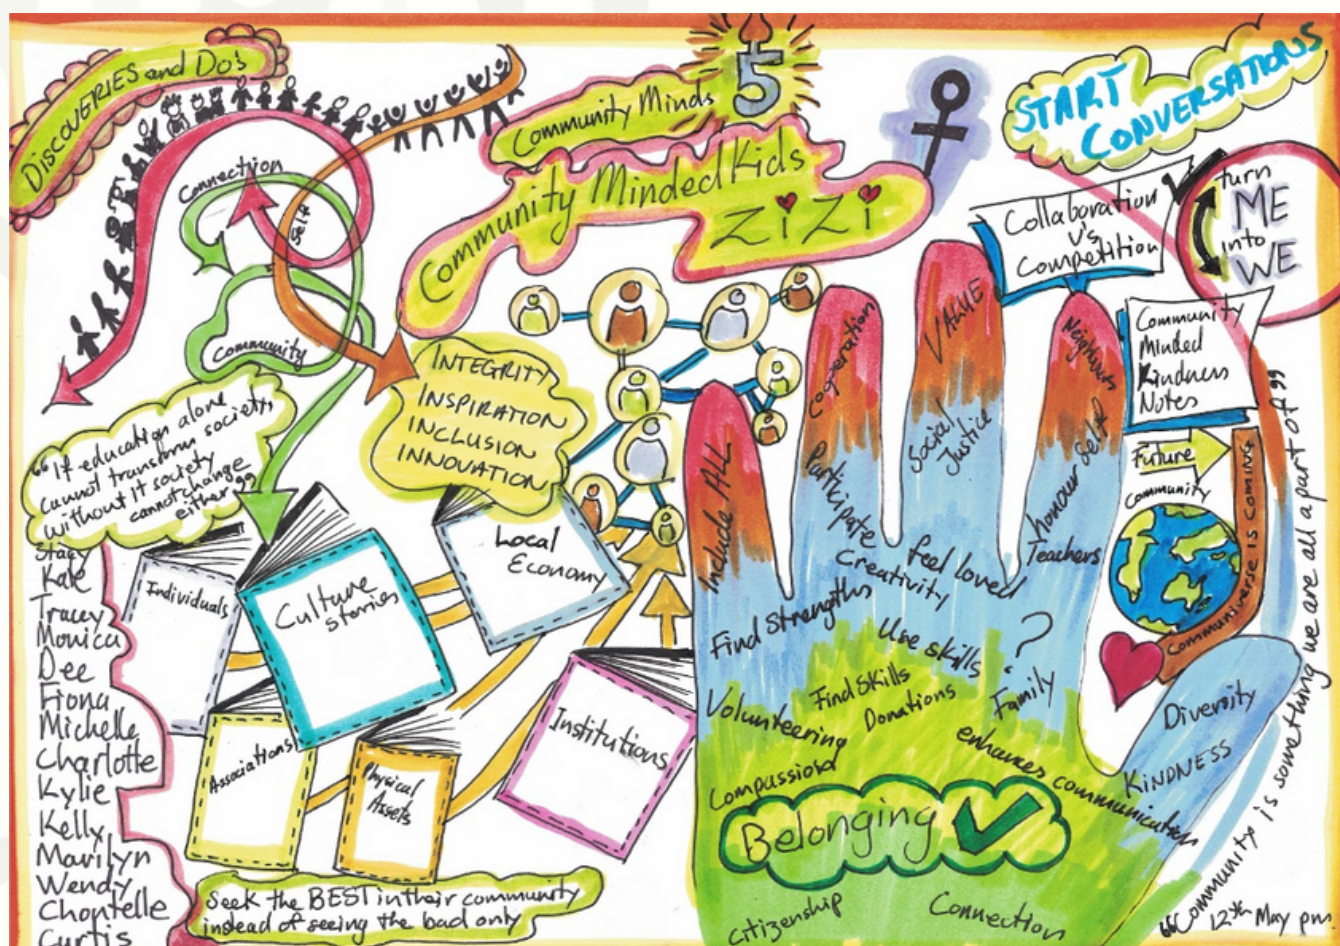 DISCOVERIES and Do's
Community Minds
5
Community Minded Kids
ZiZi
START
CONVERSATIONS
Connection
Self
Community
Collaboration
v's
Competition
turn
ME
into
WE
Community
Minded
Kindness
Notes
INTEGRITY
INSPIRATION
INCLUSION
INNOVATION
"If education alone
cannot transform society,
without it society
cannot change
either"
Stacy
Kate
Tracey
Monica
Dee
Fiona
Michelle
Charlotte
Kylie
Kelly
Marilyn
Wendy
Chontelle
Curtis
Individuals
Culture
stories
Local
Economy
Associations
Physical
Assets
Institutions
Seek the BEST in their community
instead of seeing the bad only
Include ALL
Cooperation
VALUE
Neighbours
Participate
Social
Justice
honour self
Teachers
Creativity
feel loved
Find Strengths
Use skills
?
Family
Volunteering
Find Skills
Donations
enhances communication
Diversity
KINDNESS
Belonging
Citizenship
Connection
Future
Community
Communiverse is coming
"Community is something we are all a part of"
12th May pm